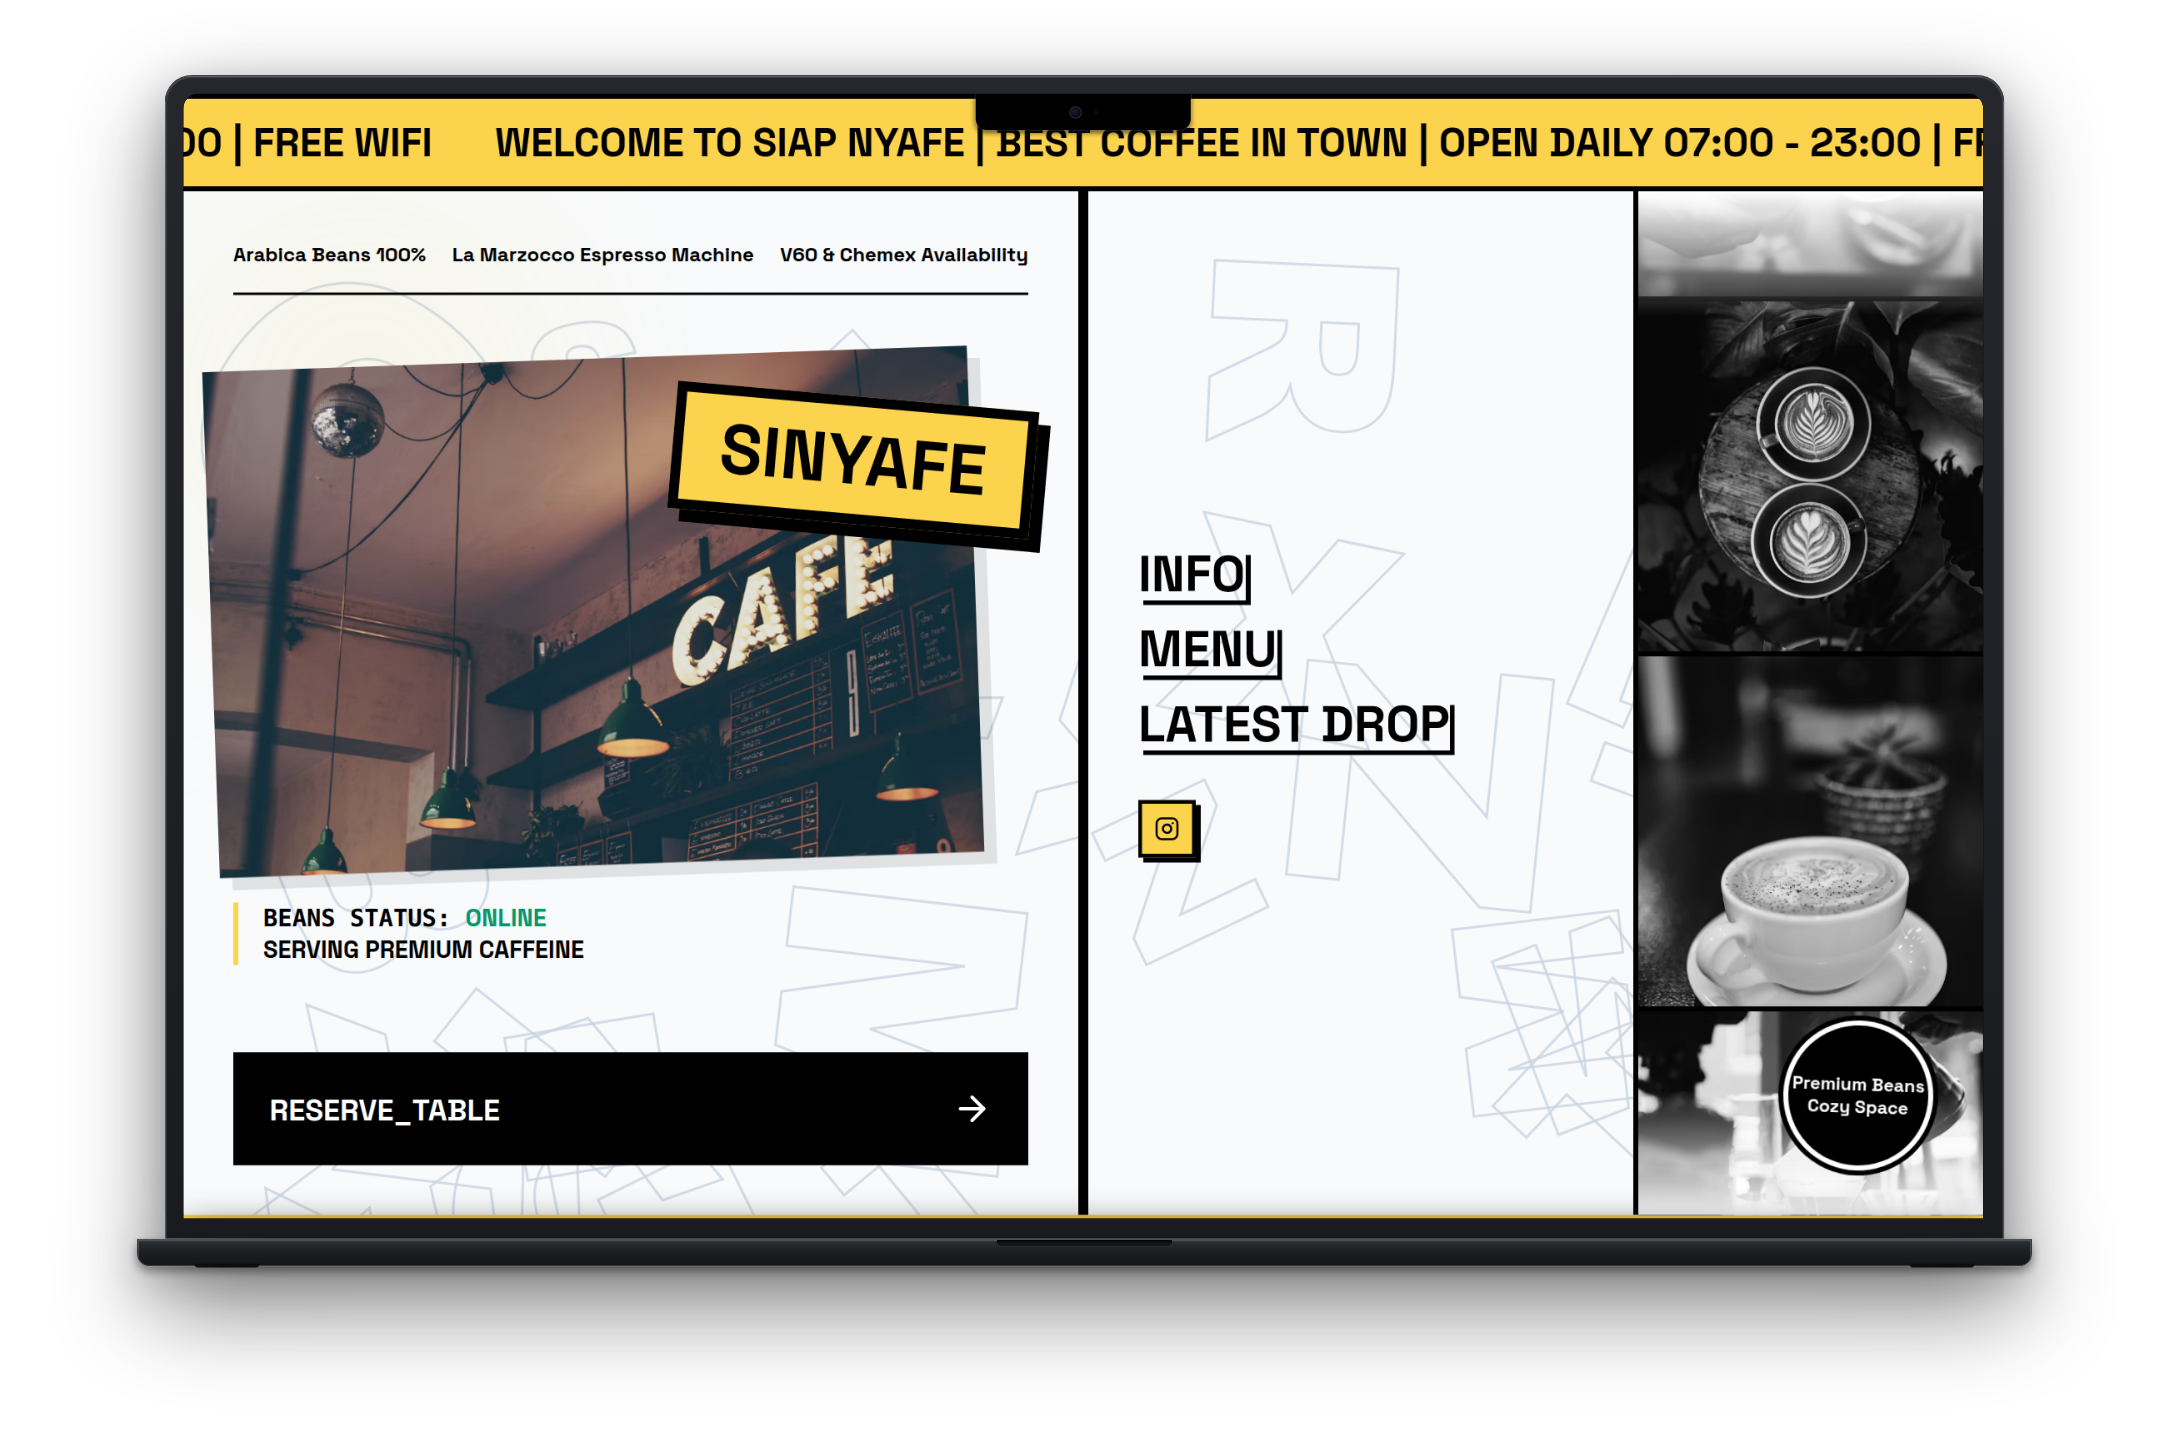 00 | FREE WIFI WELCOME TO SIAP NYAFE | BEST COFFEE IN TOWN | OPEN DAILY 07:00 - 23:00 | FR
Arabica Beans 100% La Marzocco Espresso Machine V60 & Chemex Availability
SINYAFE
CAFE
BEANS STATUS: ONLINE
SERVING PREMIUM CAFFEINE
RESERVE_TABLE
R
INFO
MENU
LATEST DROP
Premium Beans
Cozy Space